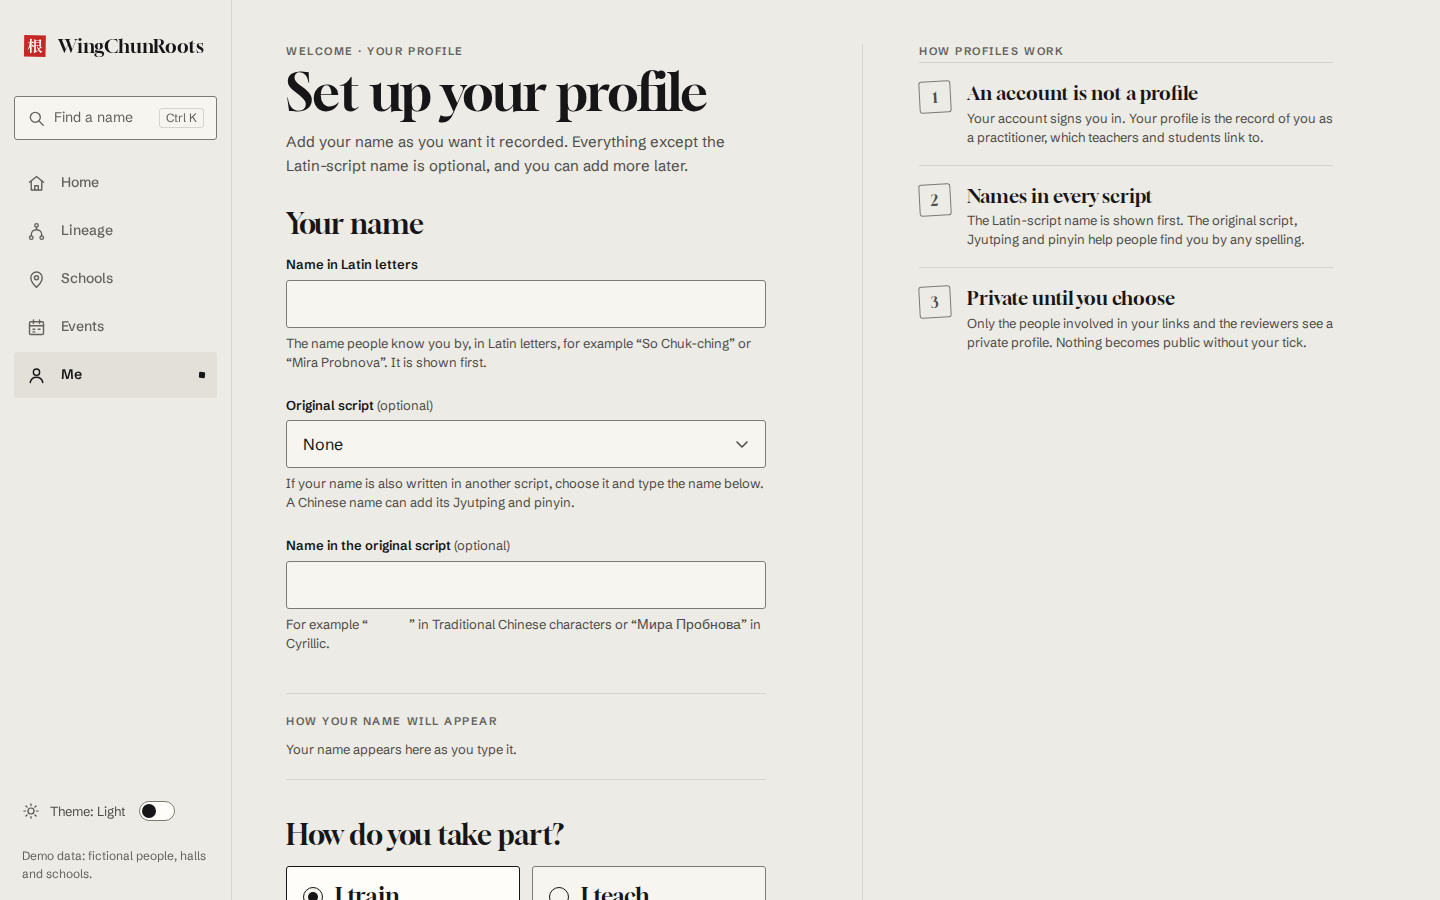 根 WingChunRoots
Find a name Ctrl K
Home
Lineage
Schools
Events
Me
Theme: Light
Demo data: fictional people, halls
and schools.
WELCOME · YOUR PROFILE
Set up your profile
Add your name as you want it recorded. Everything except the
Latin-script name is optional, and you can add more later.
Your name
Name in Latin letters
The name people know you by, in Latin letters, for example “So Chuk-ching” or
“Mira Probnova”. It is shown first.
Original script (optional)
None
If your name is also written in another script, choose it and type the name below.
A Chinese name can add its Jyutping and pinyin.
Name in the original script (optional)
For example “ ” in Traditional Chinese characters or “Мира Пробнова” in
Cyrillic.
HOW YOUR NAME WILL APPEAR
Your name appears here as you type it.
How do you take part?
I train
I teach
HOW PROFILES WORK
1 An account is not a profile
Your account signs you in. Your profile is the record of you as
a practitioner, which teachers and students link to.
2 Names in every script
The Latin-script name is shown first. The original script,
Jyutping and pinyin help people find you by any spelling.
3 Private until you choose
Only the people involved in your links and the reviewers see a
private profile. Nothing becomes public without your tick.